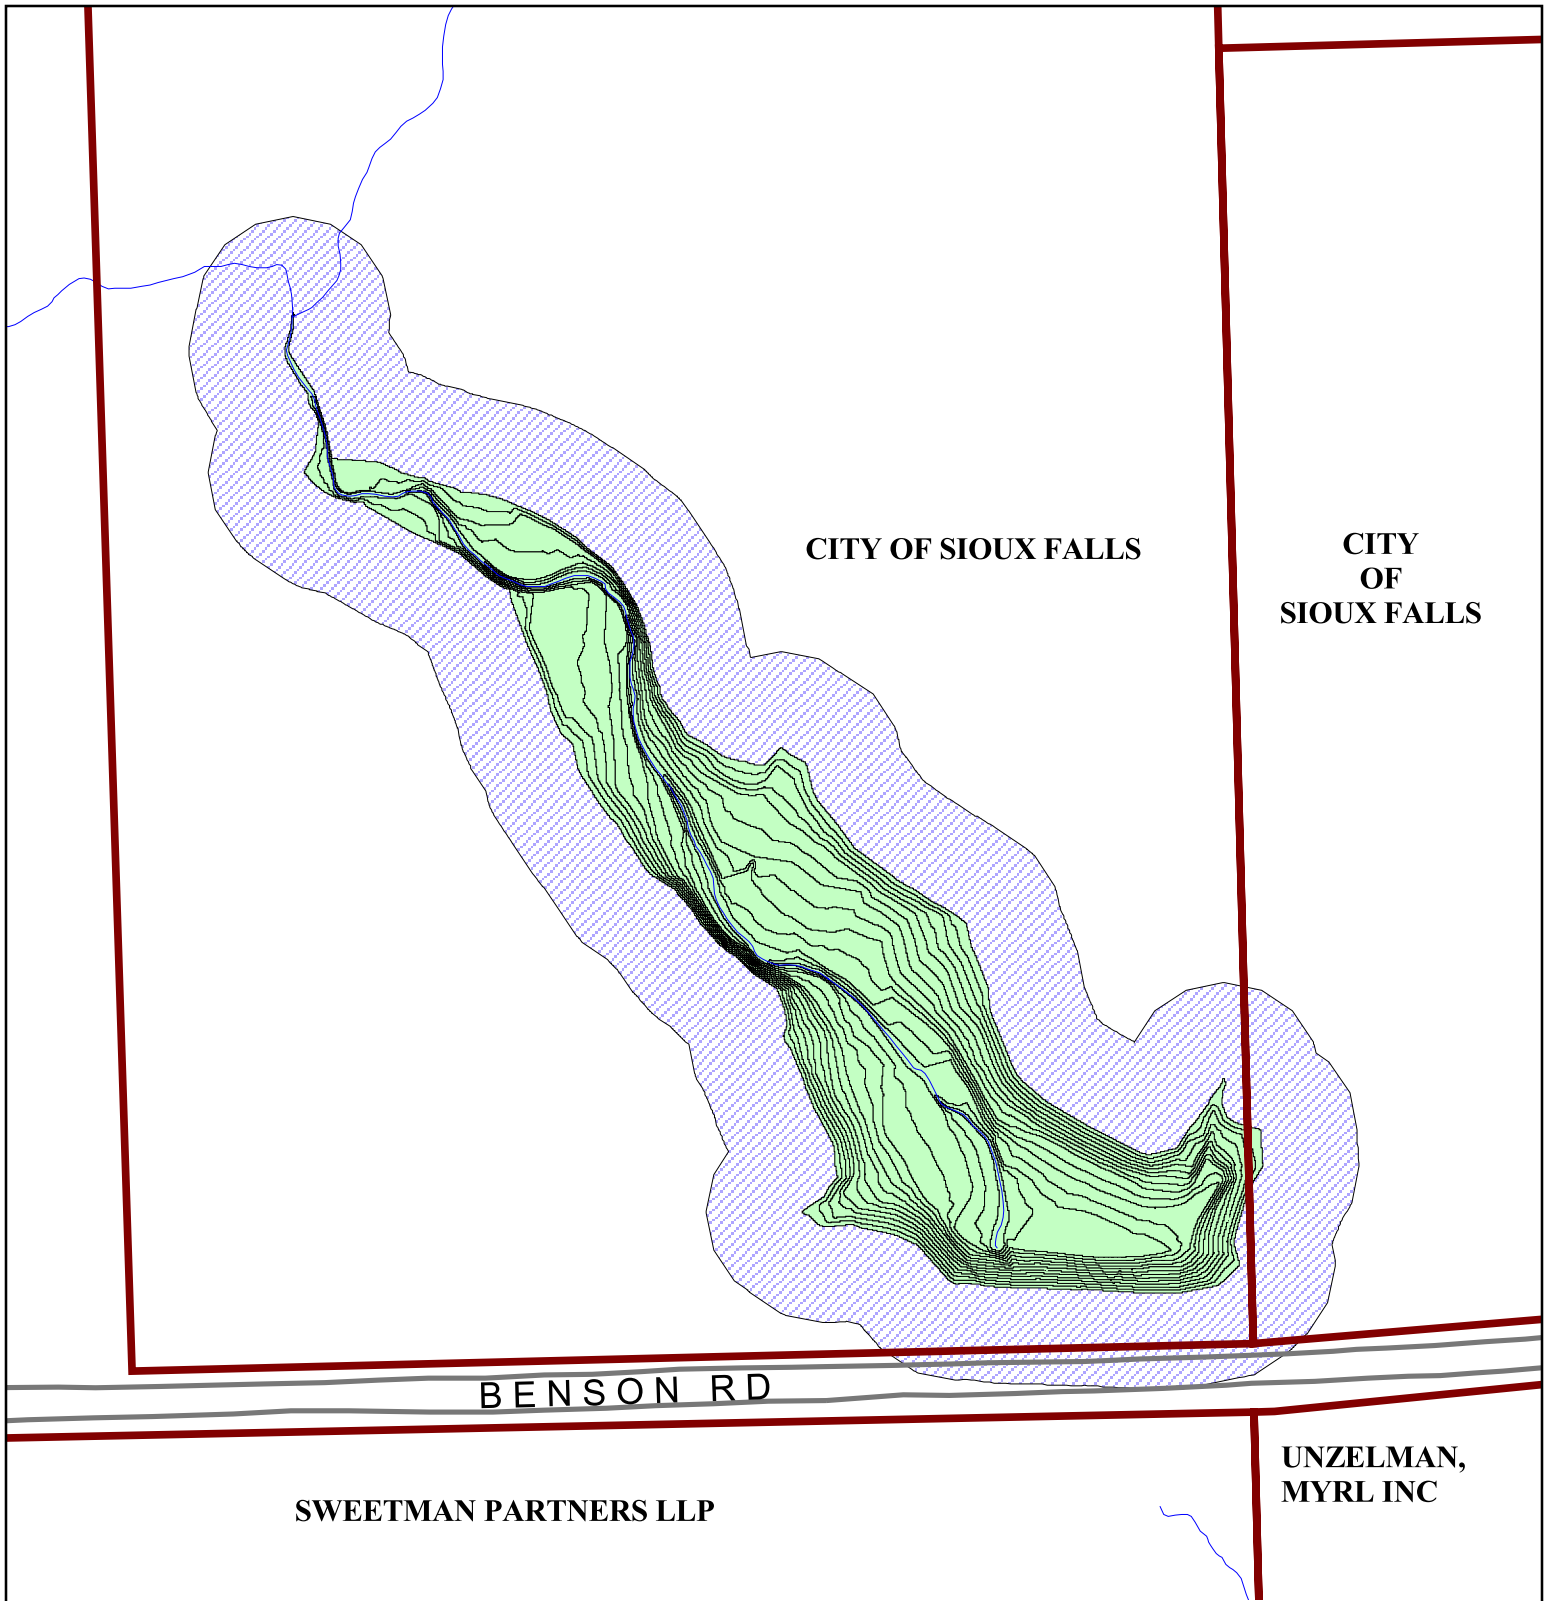 CITY OF SIOUX FALLS
CITY
OF
SIOUX FALLS
BENSON RD
UNZELMAN,
MYRL INC
SWEETMAN PARTNERS LLP